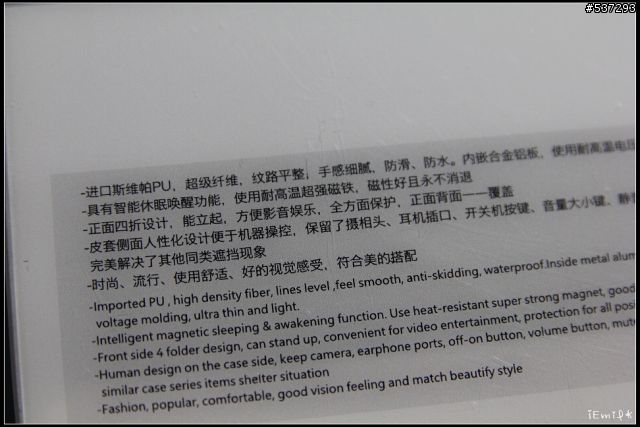 #537293
-进口斯维帕PU，超级纤维，纹路平整，手感细腻、防滑、防水。内嵌合金铝板，使用耐高温电压
-具有智能休眠唤醒功能，使用耐高温超强磁铁，磁性好且永不消退
-正面四折设计，能立起，方便影音娱乐，全方面保护，正面背面一一覆盖
-皮套侧面人性化设计便于机器操控，保留了摄相头、耳机插口、开关机按键、音量大小键、静
完美解决了其他同类遮挡现象
-时尚、流行、使用舒适、好的视觉感受，符合美的搭配
-Imported PU , high density fiber, lines level ,feel smooth, anti-skidding, waterproof.Inside metal alum
voltage molding, ultra thin and light.
-Intelligent magnetic sleeping & awakening function. Use heat-resistant super strong magnet, good
-Front side 4 folder design, can stand up, convenient for video entertainment, protection for all pos
-Human design on the case side, keep camera, earphone ports, off-on button, volume button, mut
similar case series items shelter situation
-Fashion, popular, comfortable, good vision feeling and match beautify style